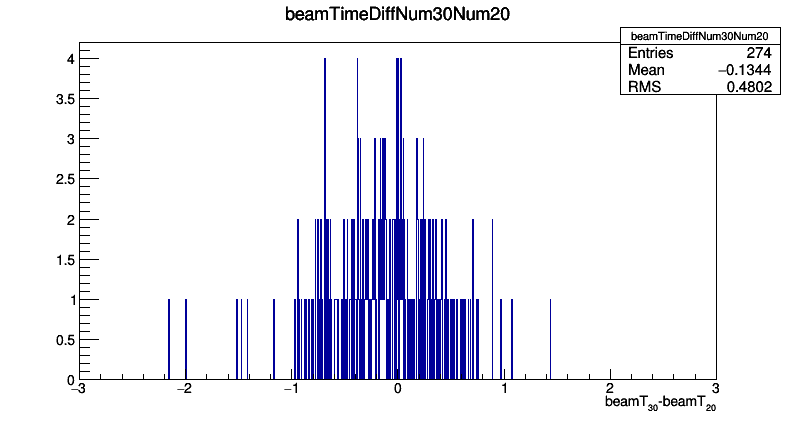 beamTimeDiffNum30Num20
beamTimeDiffNum30Num20
Entries 274
Mean −0.1344
RMS 0.4802
4
3.5
3
2.5
2
1.5
1
0.5
0
−3 −2 −1 0 1 2 3
beamT30-beamT20